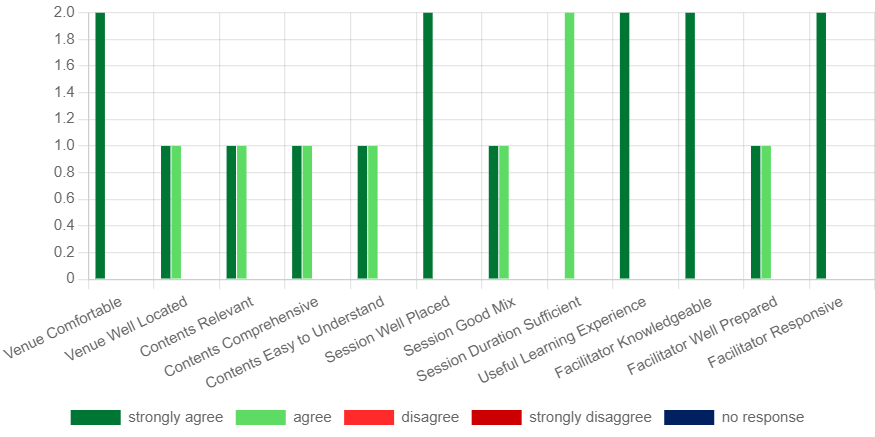 2.0
1.8
1.6
1.4
1.2
1.0
0.8
0.6
0.4
0.2
0
Venue Comfortable
Venue Well Located
Contents Relevant
Contents Comprehensive
Contents Easy to Understand
Session Well Placed
Session Good Mix
Session Duration Sufficient
Useful Learning Experience
Facilitator Knowledgeable
Facilitator Well Prepared
Facilitator Responsive
strongly agree agree disagree strongly disaggree no response